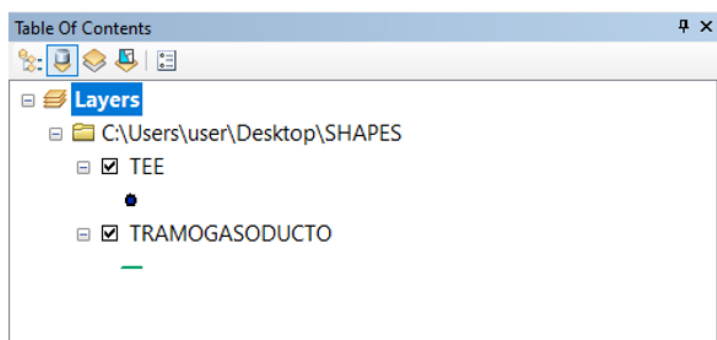 Table Of Contents
Layers
C:\Users\user\Desktop\SHAPES
TEE
TRAMOGASODUCTO